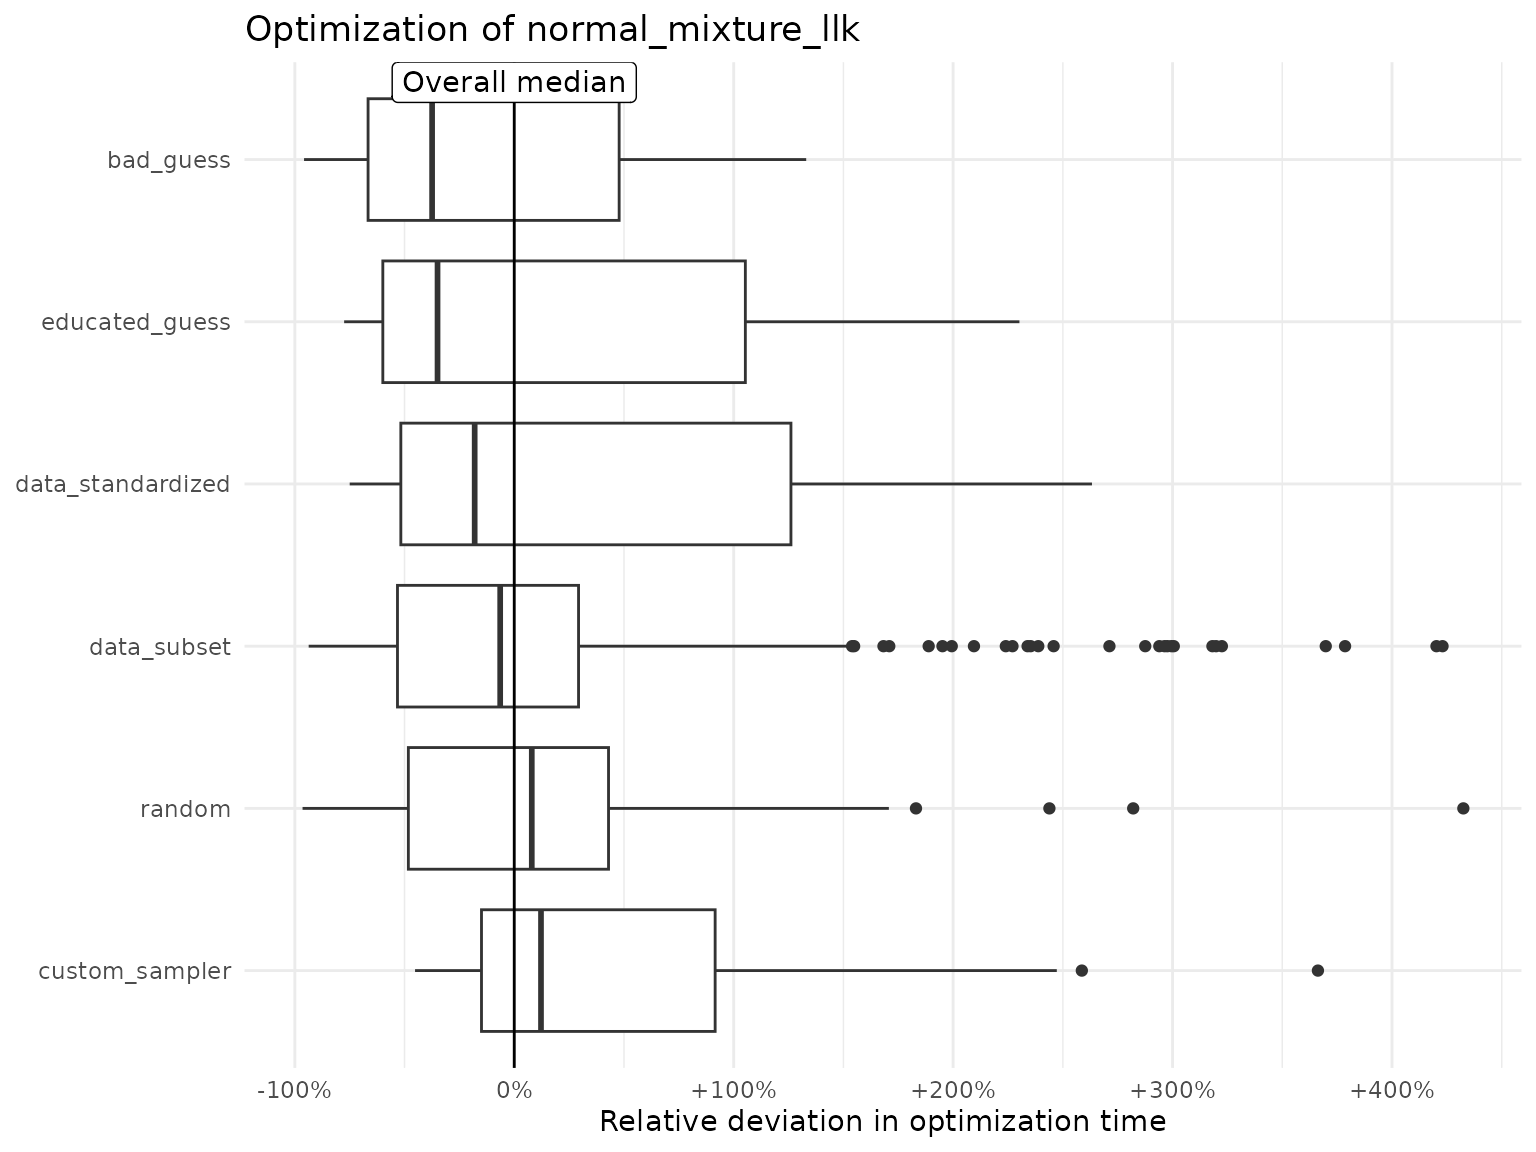 Optimization of normal_mixture_llk
Overall median
bad_guess
educated_guess
data_standardized
data_subset
random
custom_sampler
-100% 0% +100% +200% +300% +400%
Relative deviation in optimization time